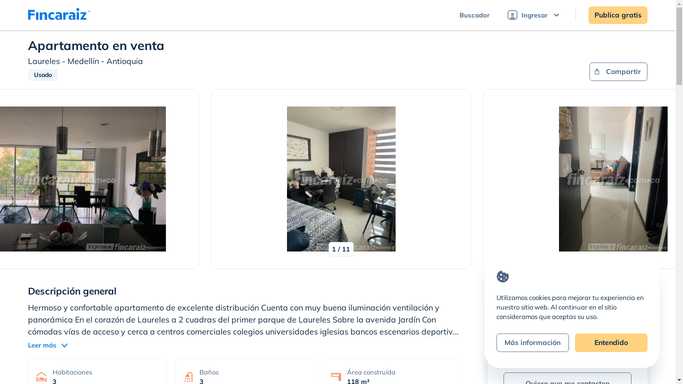 Fincaraíz
Buscador
Ingresar
Publica gratis
Apartamento en venta
Laureles - Medellín - Antioquia
Usado
Compartir
fincaraiz
1 / 11
Descripción general
Hermoso y confortable apartamento de excelente distribución Cuenta con muy buena iluminación ventilación y
panorámica En el corazón de Laureles a 2 cuadras del primer parque de Laureles Sobre la avenida Jardín Con
cómodas vías de acceso y cerca a centros comerciales colegios universidades iglesias bancos escenarios deportiv...
Leer más
Habitaciones
3
Baños
3
Área construida
118 m²
Utilizamos cookies para mejorar tu experiencia en
nuestro sitio web. Al continuar en el sitio
consideramos que aceptas su uso.
Más información
Entendido
Quiero que me contacten